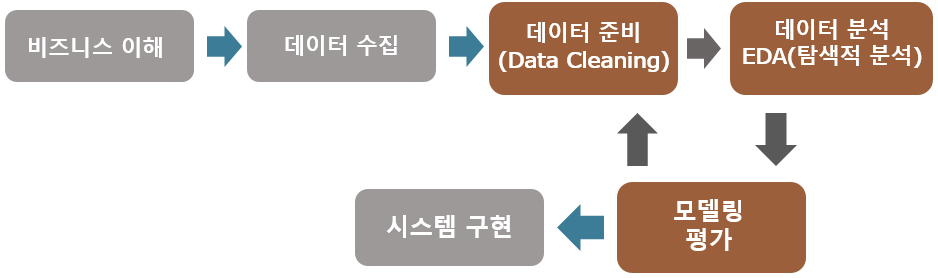 비즈니스 이해
데이터 수집
데이터 준비
(Data Cleaning)
데이터 분석
EDA(탐색적 분석)
모델링
평가
시스템 구현